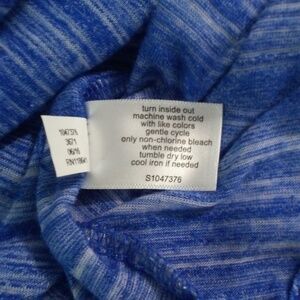 turn inside out
machine wash cold
with like colors
gentle cycle
only non-chlorine bleach
when needed
tumble dry low
cool iron if needed
S1047376
1047376